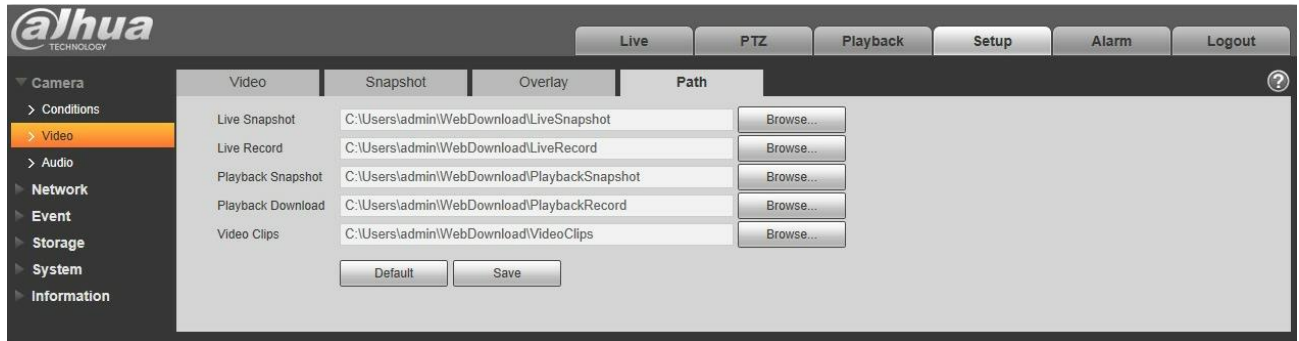 alhua
TECHNOLOGY
Live PTZ Playback Setup Alarm Logout
Camera
Conditions
Video
Audio
Network
Event
Storage
System
Information
Video Snapshot Overlay Path ?
Live Snapshot C:\Users\admin\WebDownload\LiveSnapshot Browse...
Live Record C:\Users\admin\WebDownload\LiveRecord Browse...
Playback Snapshot C:\Users\admin\WebDownload\PlaybackSnapshot Browse...
Playback Download C:\Users\admin\WebDownload\PlaybackRecord Browse...
Video Clips C:\Users\admin\WebDownload\VideoClips Browse...
Default Save